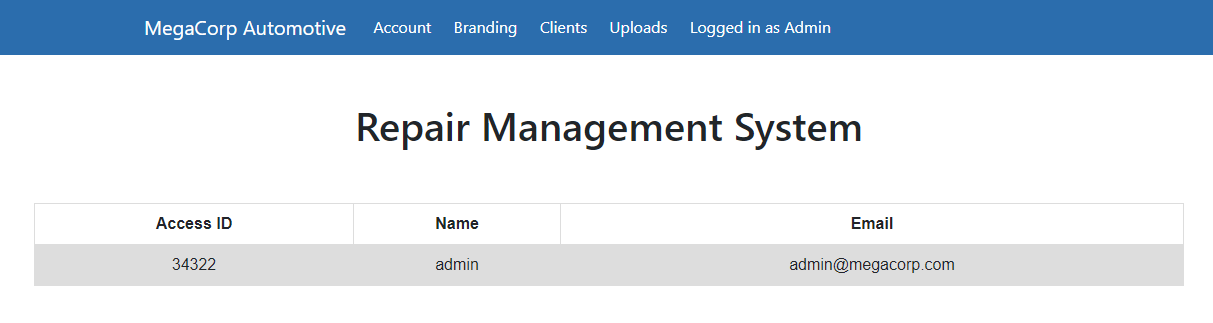 MegaCorp Automotive Account Branding Clients Uploads Logged in as Admin
Repair Management System
Access ID Name Email
34322 admin admin@megacorp.com